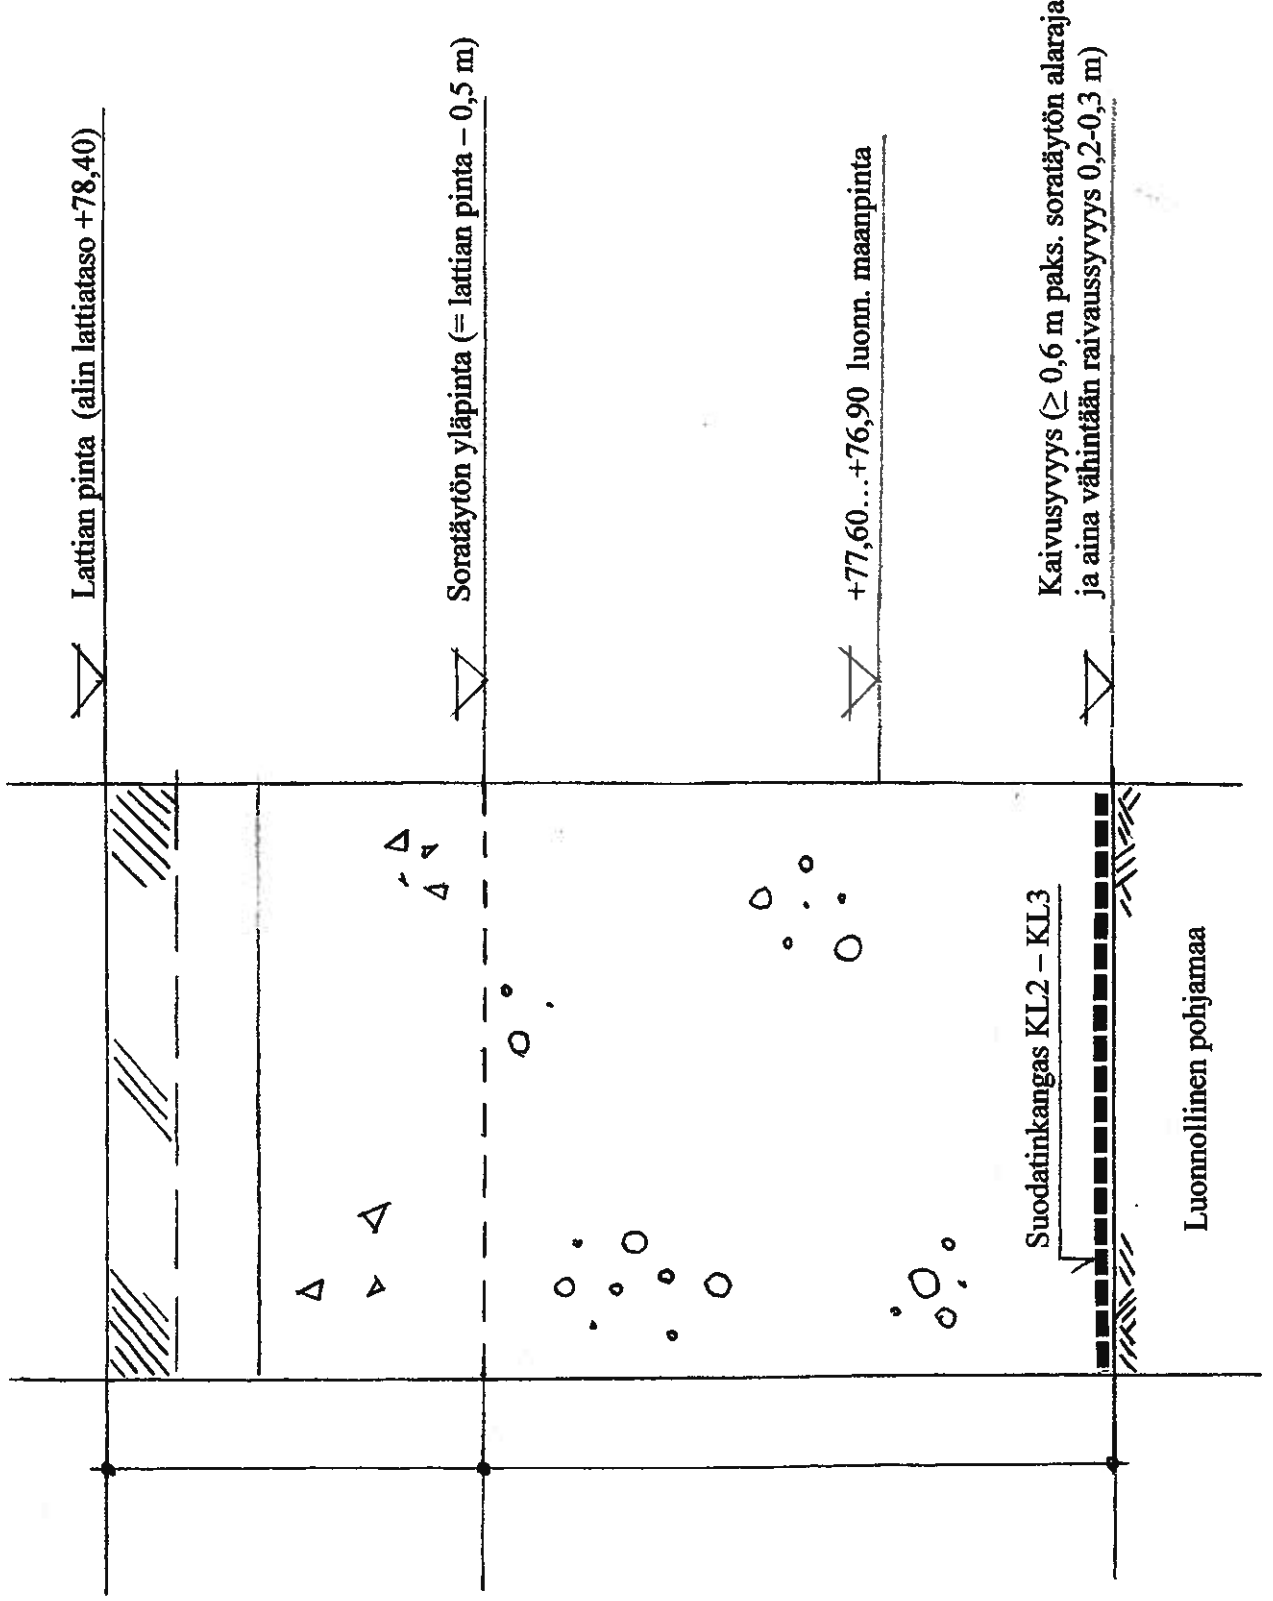 Lattian pinta (alin lattiataso +78,40)
Soratäytön yläpinta (= lattian pinta – 0,5 m)
+77,60…+76,90 luonn. maanpinta
Kaivusyvyys (≥ 0,6 m paks. soratäytön alaraja
ja aina vähintään raivaussyvyys 0,2-0,3 m)
Suodatinkangas KL2 – KL3
Luonnollinen pohjamaa